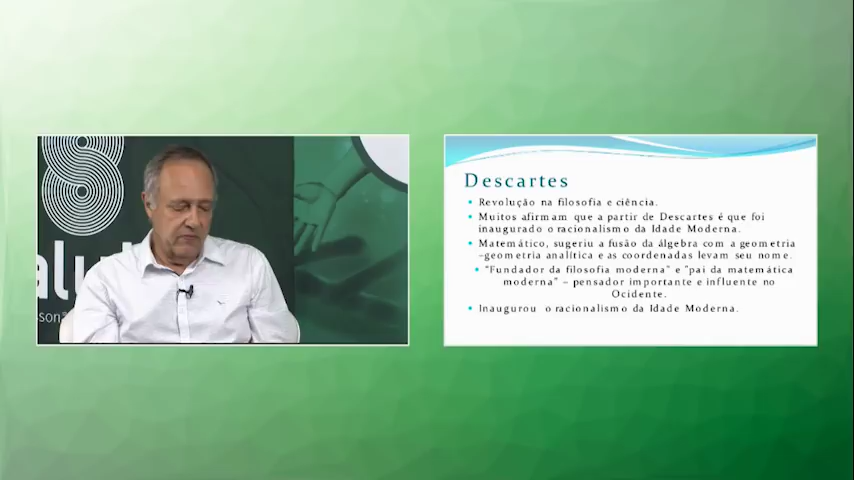 Descartes
• Revolução na filosofia e ciência.
• Muitos afirmam que a partir de Descartes é que foi
inaugurado o racionalismo da Idade Moderna.
• Matemático, sugeriu a fusão da álgebra com a geometria
–geometria analítica e as coordenadas levam seu nome.
• "Fundador da filosofia moderna" e "pai da matemática
moderna" – pensador importante e influente no
Ocidente.
• Inaugurou o racionalismo da Idade Moderna.